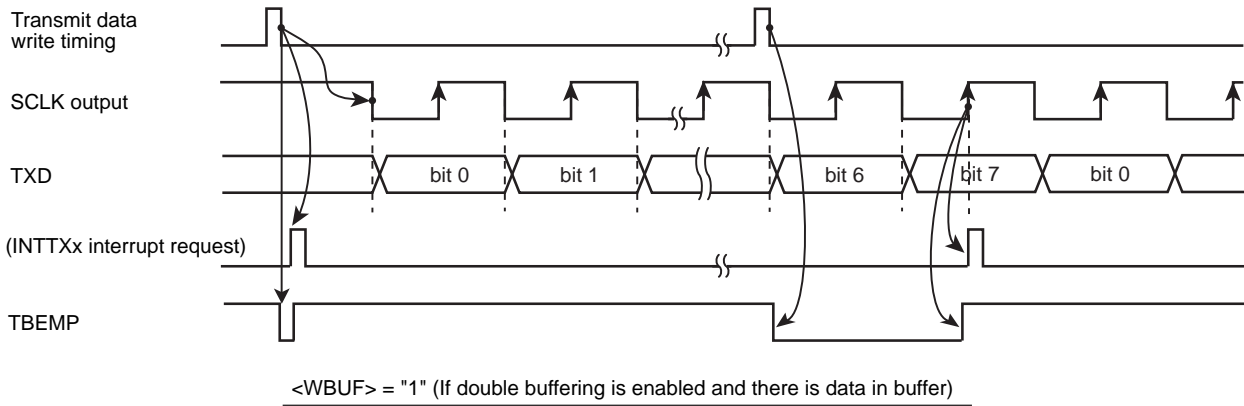 Transmit data
write timing
SCLK output
TXD
bit 0
bit 1
bit 6
bit 7
bit 0
(INTTXx interrupt request)
TBEMP
<WBUF> = "1" (If double buffering is enabled and there is data in buffer)